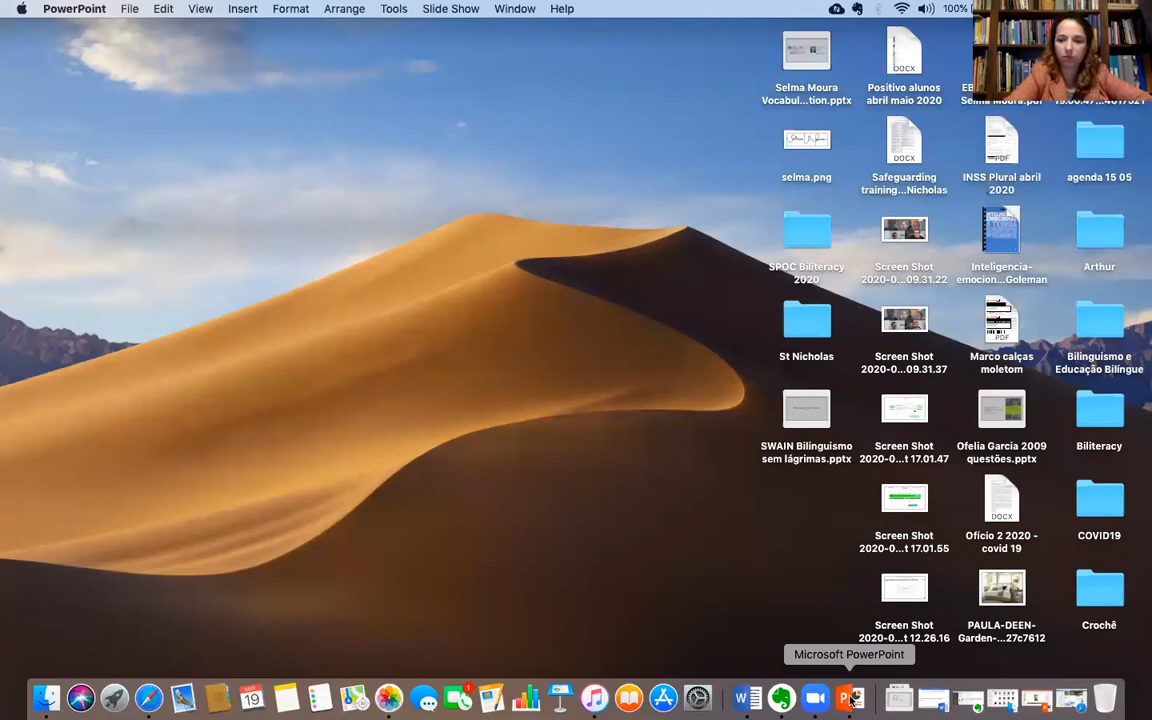 PowerPoint File Edit View Insert Format Arrange Tools Slide Show Window Help 100%
Selma Moura
Vocabul...tion.pptx
Positivo alunos
abril maio 2020
selma.png
Safeguarding
training...Nicholas
INSS Plural abril
2020
agenda 15 05
SPOC Biliteracy
2020
Screen Shot
2020-0...09.31.22
Inteligencia-
emocion...Goleman
Arthur
St Nicholas
Screen Shot
2020-0...09.31.37
Marco calças
moletom
Bilinguismo e
Educação Bilíngue
SWAIN Bilinguismo
sem lágrimas.pptx
Screen Shot
2020-0...t 17.01.47
Ofelia Garcia 2009
questões.pptx
Biliteracy
Screen Shot
2020-0...t 17.01.55
Ofício 2 2020 -
covid 19
COVID19
Screen Shot
2020-0...t 12.26.16
PAULA-DEEN-
Garden-...27c7612
Crochê
DOCX
DOCX
PDF
PDF
DOCX
Microsoft PowerPoint
19
1